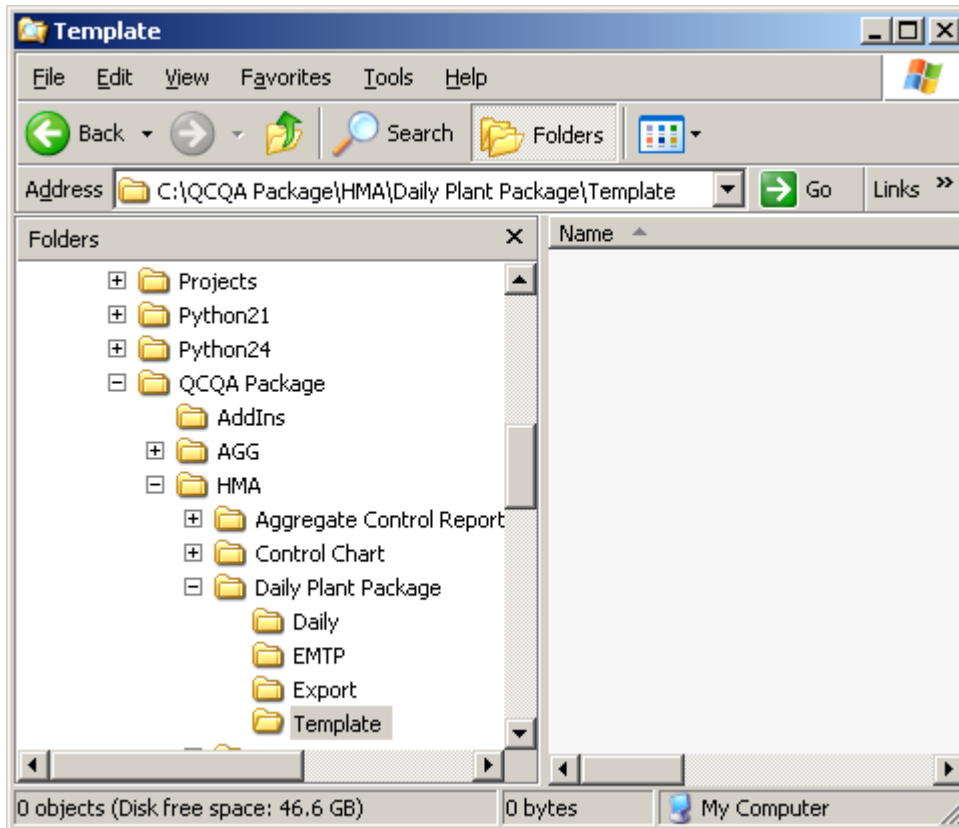 Template
File Edit View Favorites Tools Help
Back Search Folders
Address C:\QCQA Package\HMA\Daily Plant Package\Template Go Links »
Folders x Name
Projects
Python21
Python24
QCQA Package
AddIns
AGG
HMA
Aggregate Control Report
Control Chart
Daily Plant Package
Daily
EMTP
Export
Template
0 objects (Disk free space: 46.6 GB) 0 bytes My Computer